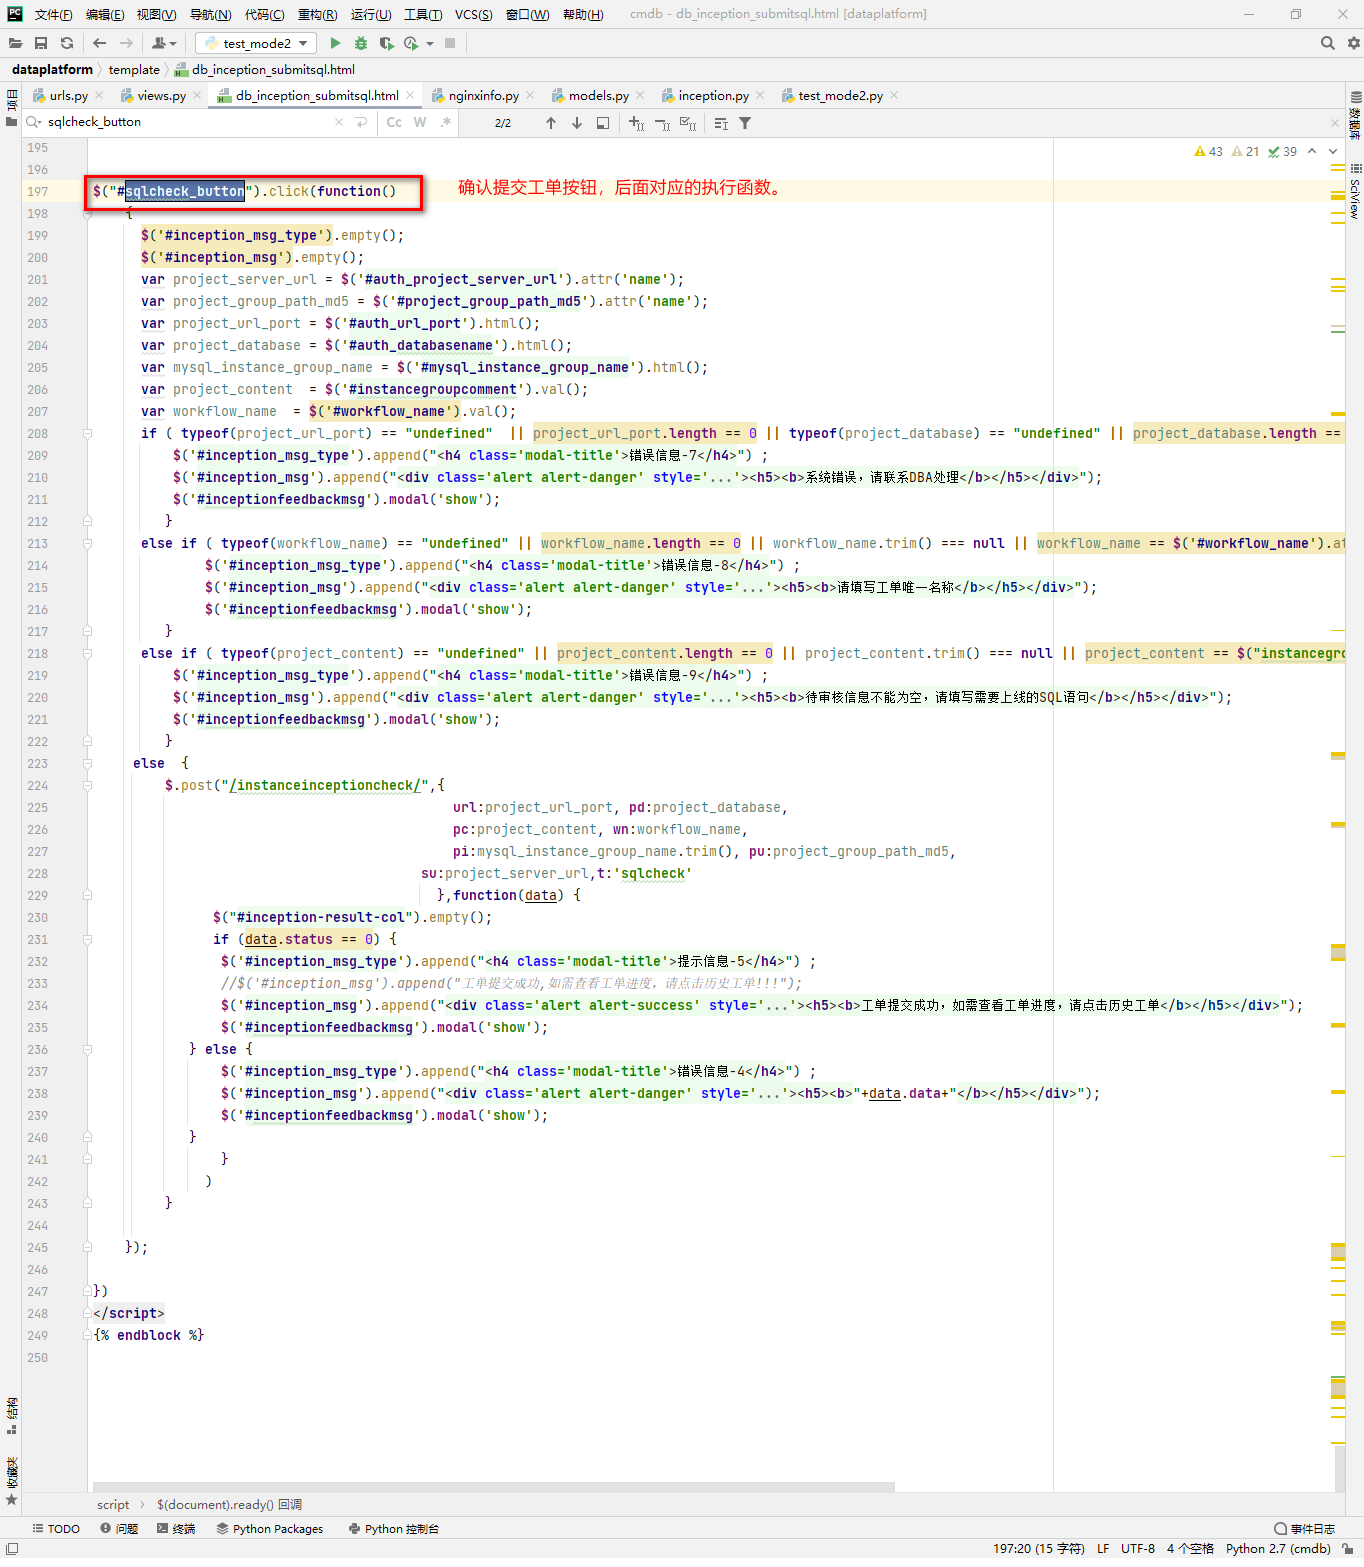 PC 文件(F) 编辑(E) 视图(V) 导航(N) 代码(C) 重构(R) 运行(U) 工具(T) VCS(S) 窗口(W) 帮助(H) cmdb - db_inception_submitsql.html [dataplatform]
test_mode2
dataplatform template db_inception_submitsql.html
urls.py views.py db_inception_submitsql.html nginxinfo.py models.py inception.py test_mode2.py
sqlcheck_button Cc W .* 2/2
项目
数据库
SciView
43 21 39
195
196
197 $("#sqlcheck_button").click(function() 确认提交工单按钮，后面对应的执行函数。
198 {
199 $('#inception_msg_type').empty();
200 $('#inception_msg').empty();
201 var project_server_url = $('#auth_project_server_url').attr('name');
202 var project_group_path_md5 = $('#project_group_path_md5').attr('name');
203 var project_url_port = $('#auth_url_port').html();
204 var project_database = $('#auth_databasename').html();
205 var mysql_instance_group_name = $('#mysql_instance_group_name').html();
206 var project_content  = $('#instancegroupcomment').val();
207 var workflow_name  = $('#workflow_name').val();
208 if ( typeof(project_url_port) == "undefined"  || project_url_port.length == 0 || typeof(project_database) == "undefined" || project_database.length ==
209 $('#inception_msg_type').append("<h4 class='modal-title'>错误信息-7</h4>") ;
210 $('#inception_msg').append("<div class='alert alert-danger' style='...'><h5><b>系统错误，请联系DBA处理</b></h5></div>");
211 $('#inceptionfeedbackmsg').modal('show');
212 }
213 else if ( typeof(workflow_name) == "undefined" || workflow_name.length == 0 || workflow_name.trim() === null || workflow_name == $('#workflow_name').at
214 $('#inception_msg_type').append("<h4 class='modal-title'>错误信息-8</h4>") ;
215 $('#inception_msg').append("<div class='alert alert-danger' style='...'><h5><b>请填写工单唯一名称</b></h5></div>");
216 $('#inceptionfeedbackmsg').modal('show');
217 }
218 else if ( typeof(project_content) == "undefined" || project_content.length == 0 || project_content.trim() === null || project_content == $("instancegro
219 $('#inception_msg_type').append("<h4 class='modal-title'>错误信息-9</h4>") ;
220 $('#inception_msg').append("<div class='alert alert-danger' style='...'><h5><b>待审核信息不能为空，请填写需要上线的SQL语句</b></h5></div>");
221 $('#inceptionfeedbackmsg').modal('show');
222 }
223 else  {
224 $.post("/instanceinceptioncheck/",{
225 url:project_url_port, pd:project_database,
226 pc:project_content, wn:workflow_name,
227 pi:mysql_instance_group_name.trim(), pu:project_group_path_md5,
228 su:project_server_url,t:'sqlcheck'
229 },function(data) {
230 $("#inception-result-col").empty();
231 if (data.status == 0) {
232 $('#inception_msg_type').append("<h4 class='modal-title'>提示信息-5</h4>") ;
233 //$('#inception_msg').append("工单提交成功,如需查看工单进度，请点击历史工单!!!");
234 $('#inception_msg').append("<div class='alert alert-success' style='...'><h5><b>工单提交成功，如需查看工单进度，请点击历史工单</b></h5></div>");
235 $('#inceptionfeedbackmsg').modal('show');
236 } else {
237 $('#inception_msg_type').append("<h4 class='modal-title'>错误信息-4</h4>") ;
238 $('#inception_msg').append("<div class='alert alert-danger' style='...'><h5><b>"+data.data+"</b></h5></div>");
239 $('#inceptionfeedbackmsg').modal('show');
240 }
241 }
242 )
243 }
244
245 });
246
247 })
248 </script>
249 {% endblock %}
250
结构
收藏夹
script $(document).ready() 回调
TODO 问题 终端 Python Packages Python 控制台 事件日志
197:20 (15 字符) LF UTF-8 4 个空格 Python 2.7 (cmdb)